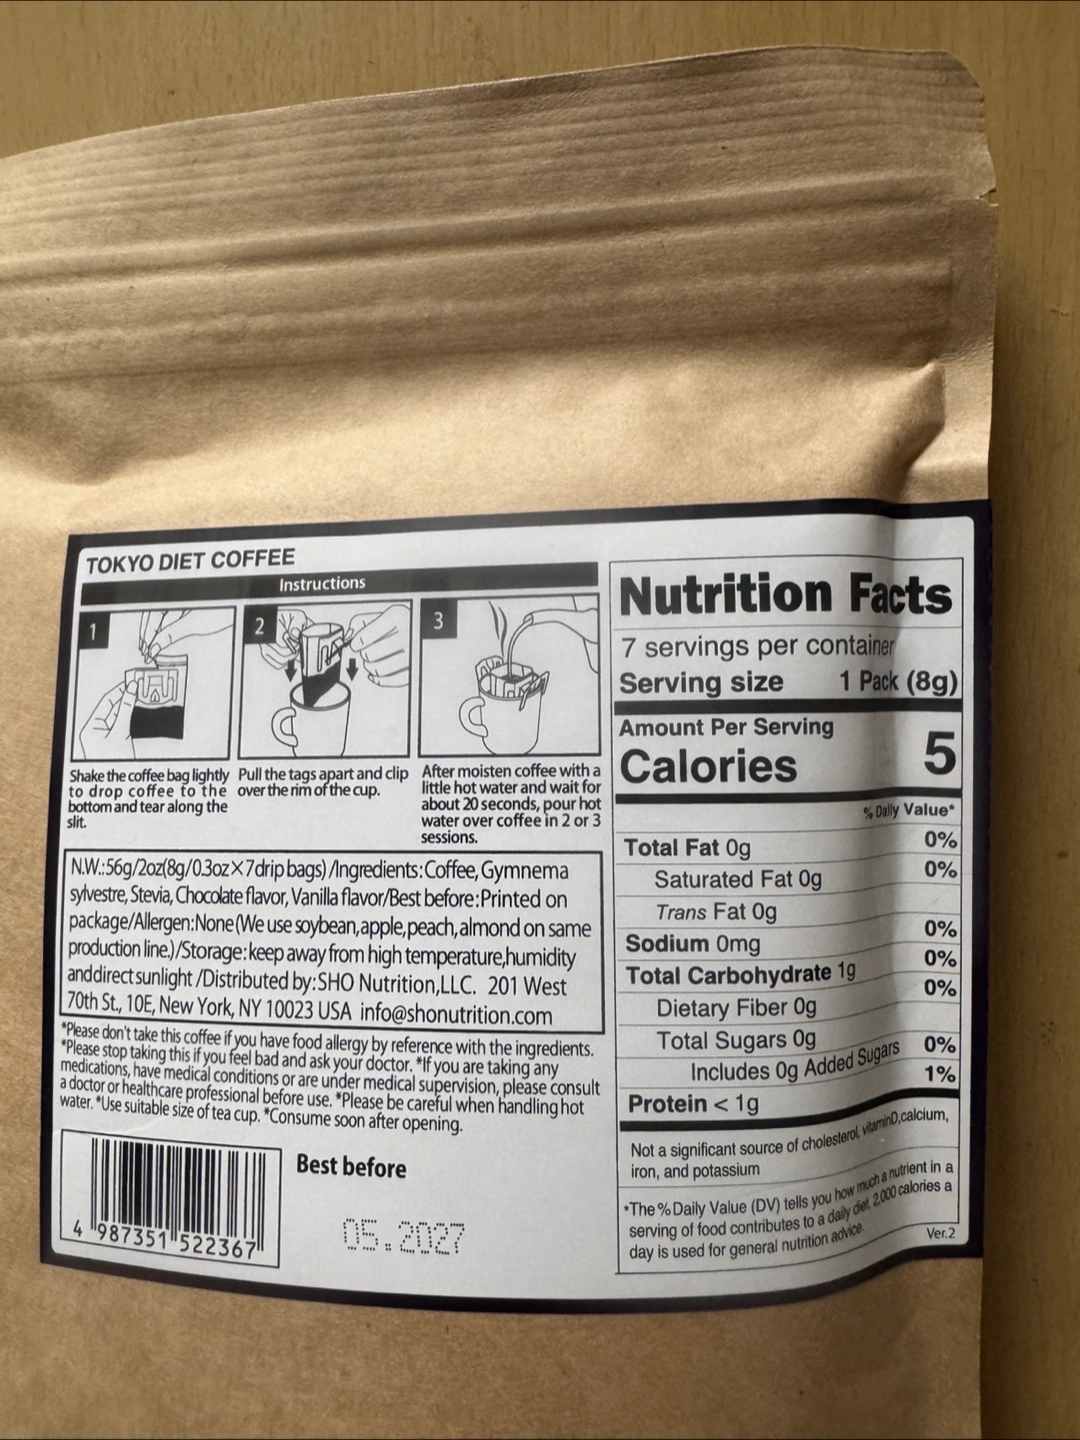 TOKYO DIET COFFEE
Instructions
1
2
3
Shake the coffee bag lightly
to drop coffee to the
bottom and tear along the
slit.
Pull the tags apart and clip
over the rim of the cup.
After moisten coffee with a
little hot water and wait for
about 20 seconds, pour hot
water over coffee in 2 or 3
sessions.
N.W.:56g/2oz(8g/0.3oz×7drip bags) /Ingredients:Coffee, Gymnema
sylvestre, Stevia, Chocolate flavor, Vanilla flavor/Best before:Printed on
package/Allergen:None(We use soybean,apple,peach,almond on same
production line.)/Storage:keep away from high temperature,humidity
and direct sunlight /Distributed by:SHO Nutrition,LLC. 201 West
70th St., 10E, New York, NY 10023 USA info@shonutrition.com
*Please don't take this coffee if you have food allergy by reference with the ingredients.
*Please stop taking this if you feel bad and ask your doctor. *If you are taking any
medications, have medical conditions or are under medical supervision, please consult
a doctor or healthcare professional before use. *Please be careful when handling hot
water. *Use suitable size of tea cup. *Consume soon after opening.
4 987351 522367
Best before
05.2027
Nutrition Facts
7 servings per container
Serving size 1 Pack (8g)
Amount Per Serving
Calories 5
% Daily Value*
Total Fat 0g 0%
Saturated Fat 0g 0%
Trans Fat 0g
Sodium 0mg 0%
Total Carbohydrate 1g 0%
Dietary Fiber 0g 0%
Total Sugars 0g
Includes 0g Added Sugars 0%
Protein < 1g 1%
Not a significant source of cholesterol, vitaminD,calcium,
iron, and potassium
*The % Daily Value (DV) tells you how much a nutrient in a
serving of food contributes to a daily diet. 2,000 calories a
day is used for general nutrition advice.
Ver.2